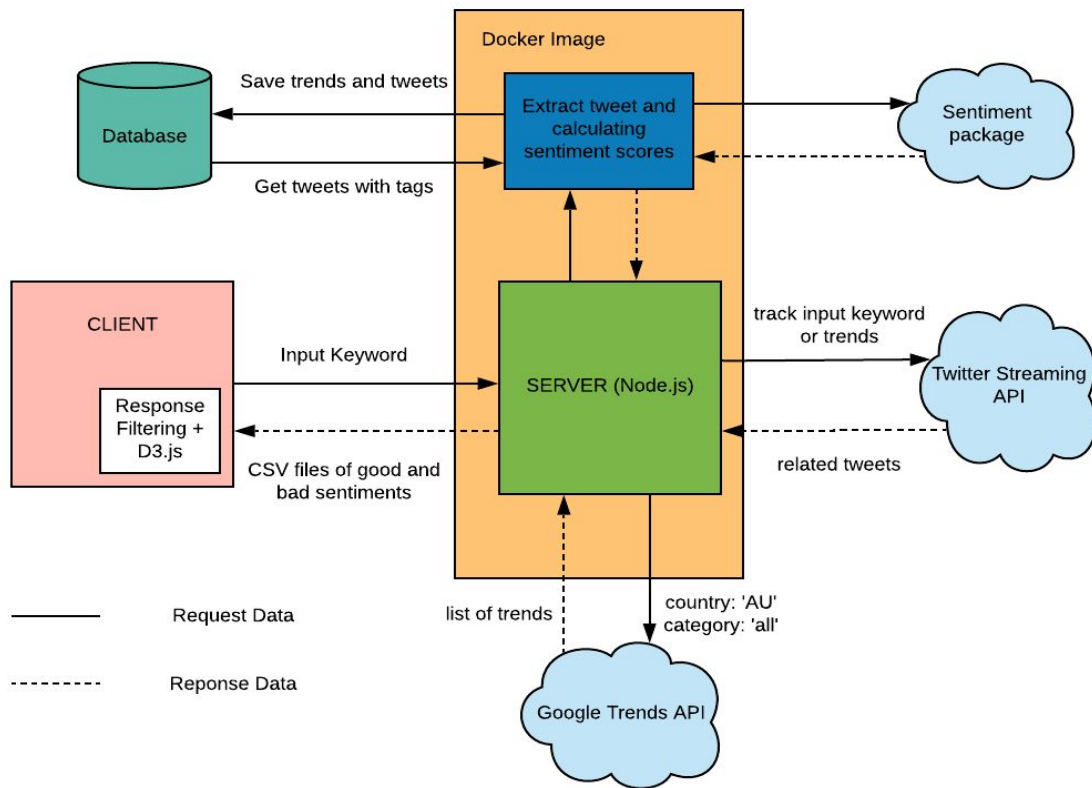 Docker Image
Save trends and tweets
Database
Extract tweet and
calculating
sentiment scores
Sentiment
package
Get tweets with tags
CLIENT
Input Keyword
Response
Filtering +
D3.js
CSV files of good and
bad sentiments
SERVER (Node.js)
track input keyword
or trends
Twitter Streaming
API
related tweets
list of trends
country: 'AU'
category: 'all'
Google Trends API
Request Data
Reponse Data